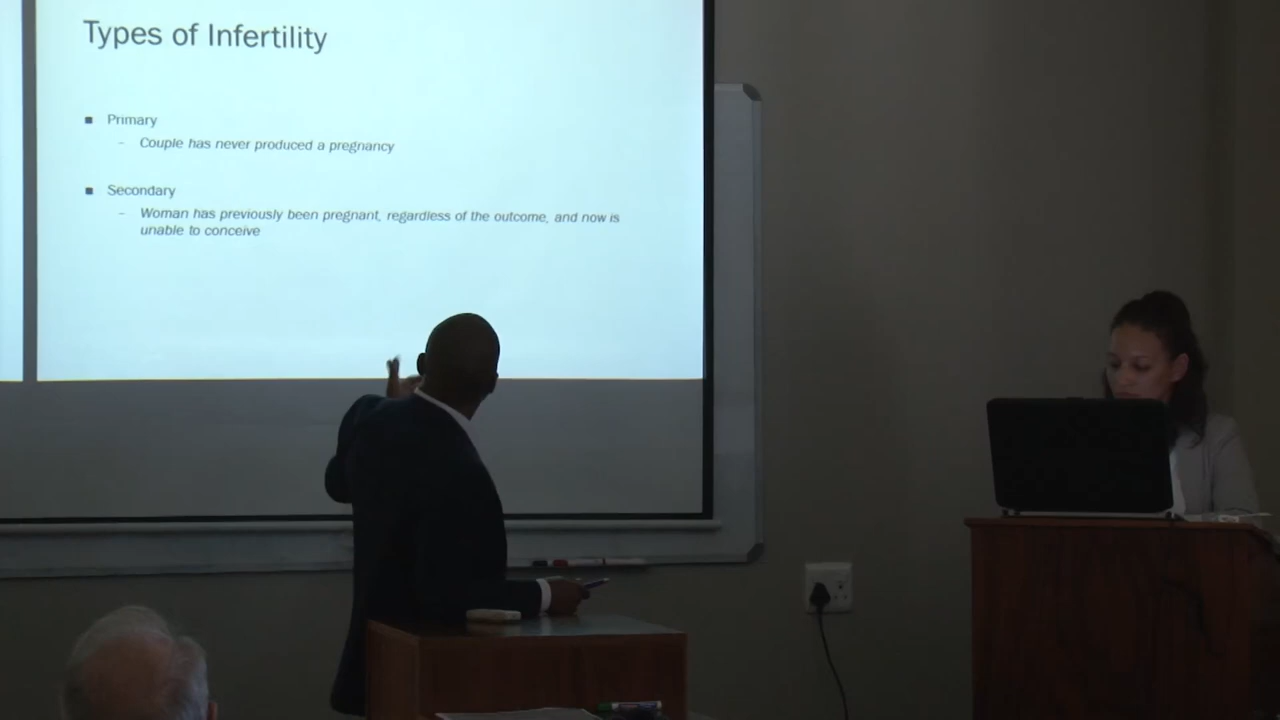 Types of Infertility
■ Primary
– Couple has never produced a pregnancy
■ Secondary
– Woman has previously been pregnant, regardless of the outcome, and now is
unable to conceive